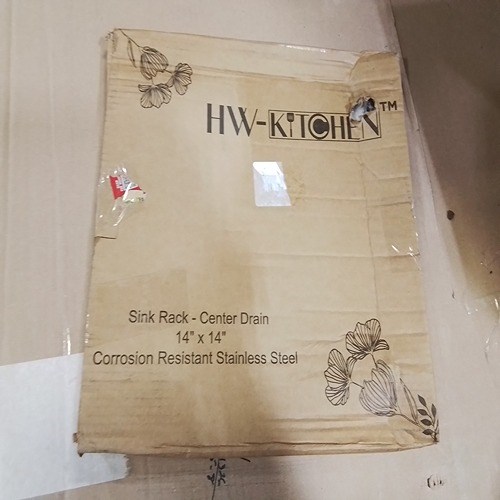 HW-KITCHEN™
Sink Rack - Center Drain
14" x 14"
Corrosion Resistant Stainless Steel